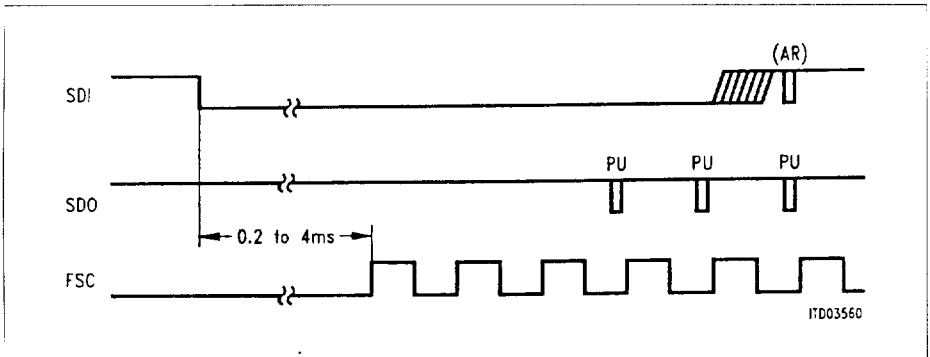 (AR)
SDI
PU PU PU
SDO
0.2 to 4ms
FSC
ITD03560